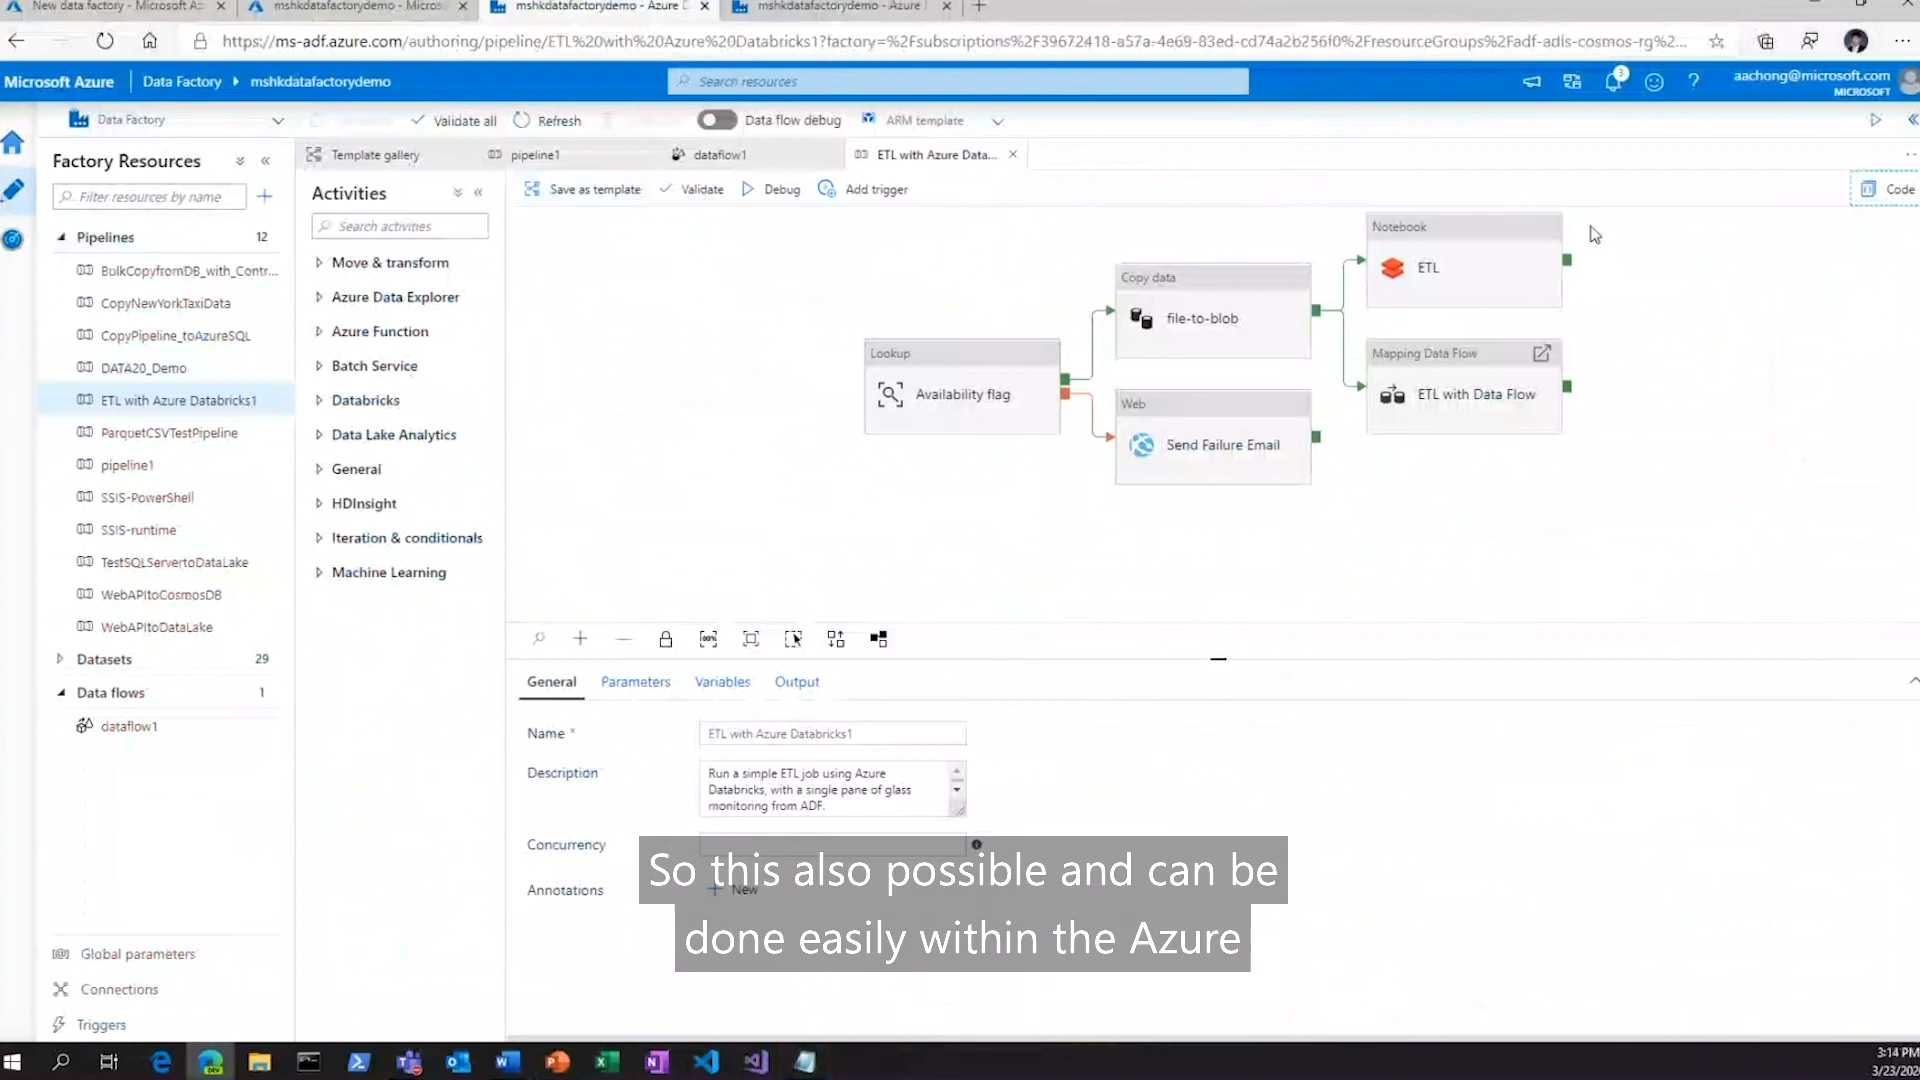 New data factory - Microsoft Az
mshkdatafactorydemo - Micros
mshkdatafactorydemo - Azure D
mshkdatafactorydemo - Azure
https://ms-adf.azure.com/authoring/pipeline/ETL%20with%20Azure%20Databricks1?factory=%2Fsubscriptions%2F39672418-a57a-4e69-83ed-cd74a2b256f0%2FresourceGroups%2Fadf-adls-cosmos-rg%2...
Microsoft Azure
Data Factory
mshkdatafactorydemo
Search resources
3
aachong@microsoft.com
MICROSOFT
Data Factory
Validate all
Refresh
Data flow debug
ARM template
Factory Resources
Filter resources by name
Pipelines 12
BulkCopyfromDB_with_Contr...
CopyNewYorkTaxiData
CopyPipeline_toAzureSQL
DATA20_Demo
ETL with Azure Databricks1
ParquetCSVTestPipeline
pipeline1
SSIS-PowerShell
SSIS-runtime
TestSQLServertoDataLake
WebAPItoCosmosDB
WebAPItoDataLake
Datasets 29
Data flows 1
dataflow1
Global parameters
Connections
Triggers
Template gallery
pipeline1
dataflow1
ETL with Azure Data...
Activities
Search activities
Move & transform
Azure Data Explorer
Azure Function
Batch Service
Databricks
Data Lake Analytics
General
HDInsight
Iteration & conditionals
Machine Learning
Save as template
Validate
Debug
Add trigger
Code
Lookup
Availability flag
Copy data
file-to-blob
Web
Send Failure Email
Notebook
ETL
Mapping Data Flow
ETL with Data Flow
General
Parameters
Variables
Output
Name *
ETL with Azure Databricks1
Description
Run a simple ETL job using Azure
Databricks, with a single pane of glass
monitoring from ADF.
Concurrency
Annotations
New
So this also possible and can be
done easily within the Azure
3:14 PM
3/23/202